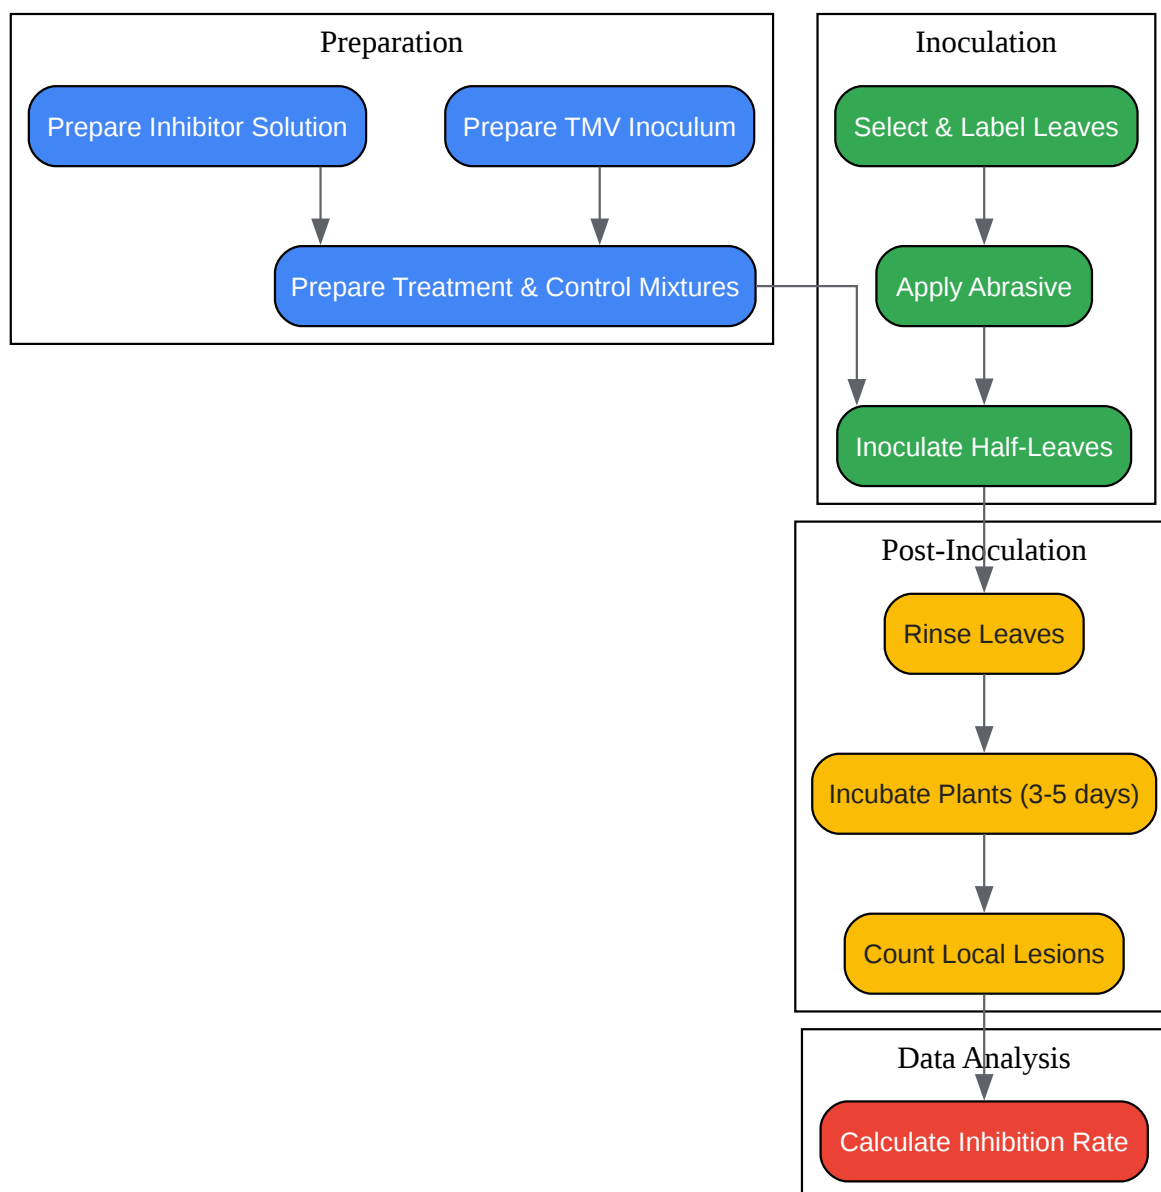 Preparation
Prepare Inhibitor Solution
Prepare TMV Inoculum
Prepare Treatment & Control Mixtures
Inoculation
Select & Label Leaves
Apply Abrasive
Inoculate Half-Leaves
Post-Inoculation
Rinse Leaves
Incubate Plants (3-5 days)
Count Local Lesions
Data Analysis
Calculate Inhibition Rate